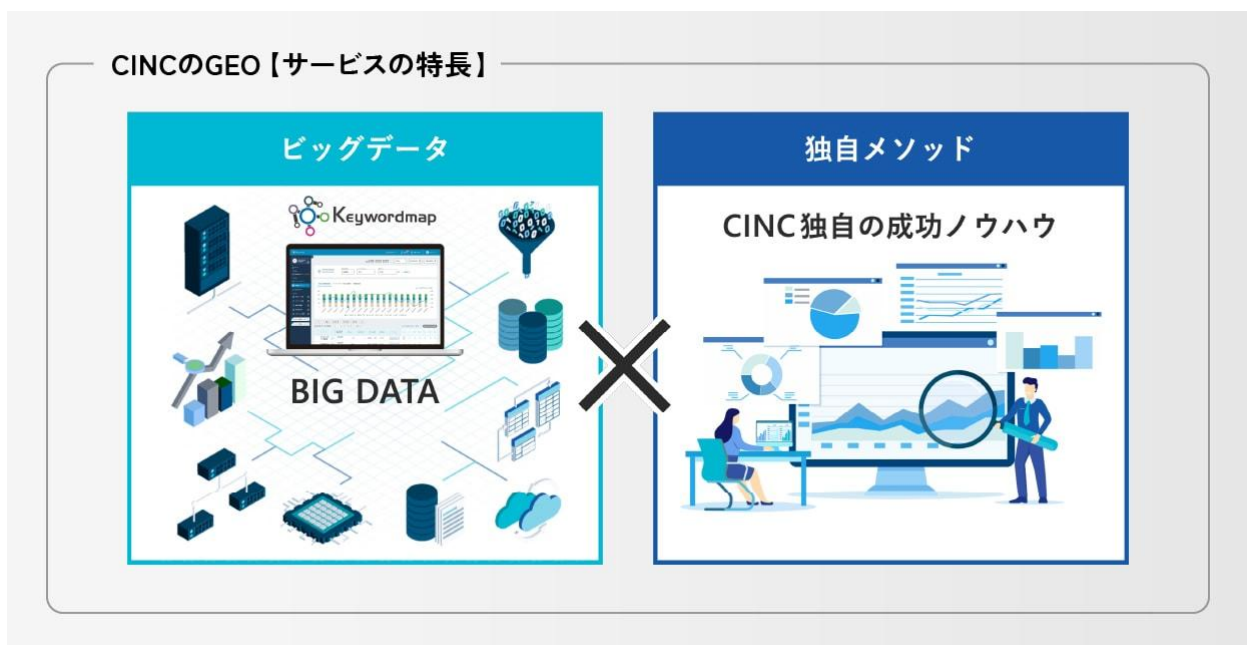 CINCのGEO【サービスの特長】
ビッグデータ
Keywordmap
BIG DATA
独自メソッド
CINC独自の成功ノウハウ